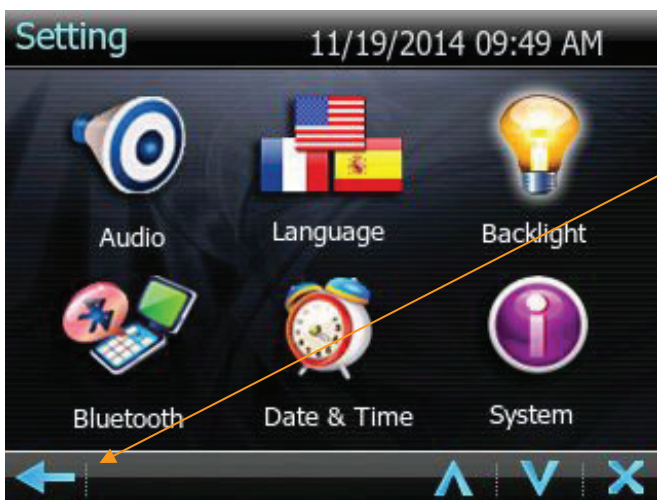 Setting 11/19/2014 09:49 AM
Audio Language Backlight
Bluetooth Date & Time System